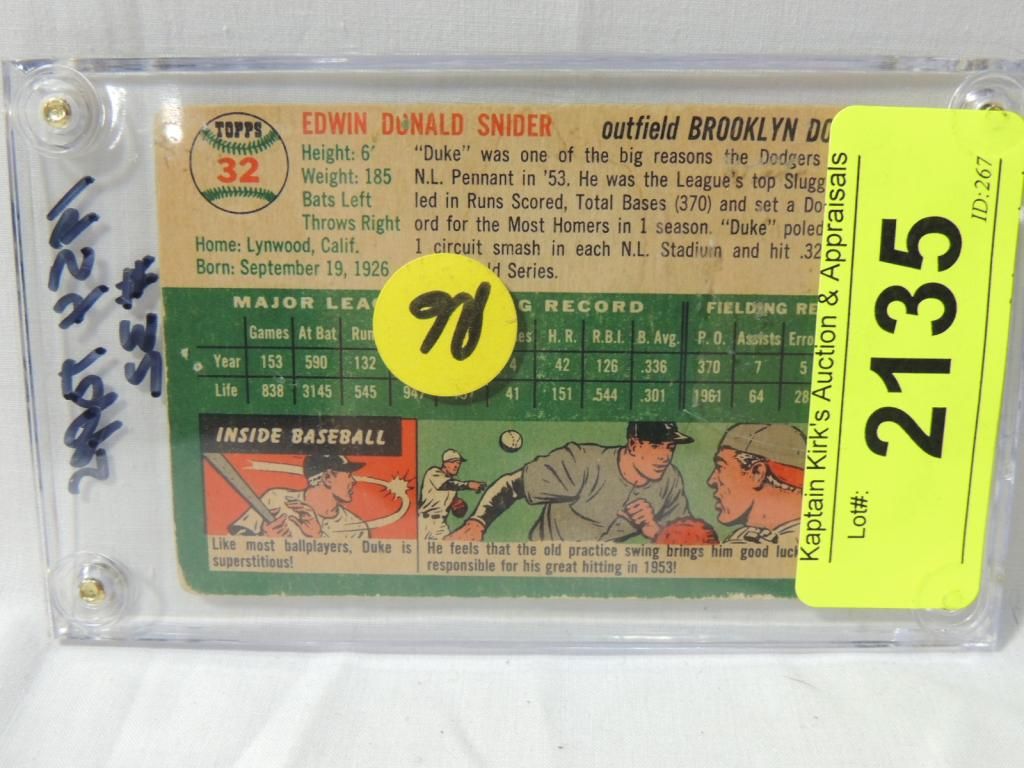 TOPPS
32
EDWIN DONALD SNIDER
outfield BROOKLYN DO
Height: 6'
Weight: 185
Bats Left
Throws Right
Home: Lynwood, Calif.
Born: September 19, 1926
"Duke" was one of the big reasons the Dodgers
N.L. Pennant in '53. He was the League's top Slugg
led in Runs Scored, Total Bases (370) and set a Do
ord for the Most Homers in 1 season. "Duke" poled
1 circuit smash in each N.L. Stadium and hit .32
ld Series.
MAJOR LEAG G RECORD FIELDING RE
Games At Bat Run es H. R. R.B.I. B. Avg. P. O. Assists Erro
Year 153 590 132 4 42 126 .336 370 7 5
Life 838 3145 545 947 137 41 151 .544 .301 1961 64 28
INSIDE BASEBALL
Like most ballplayers, Duke is
superstitious!
He feels that the old practice swing brings him good luck
responsible for his great hitting in 1953!
Kaptain Kirk's Auction & Appraisals
Lot#:
2135
ID:267